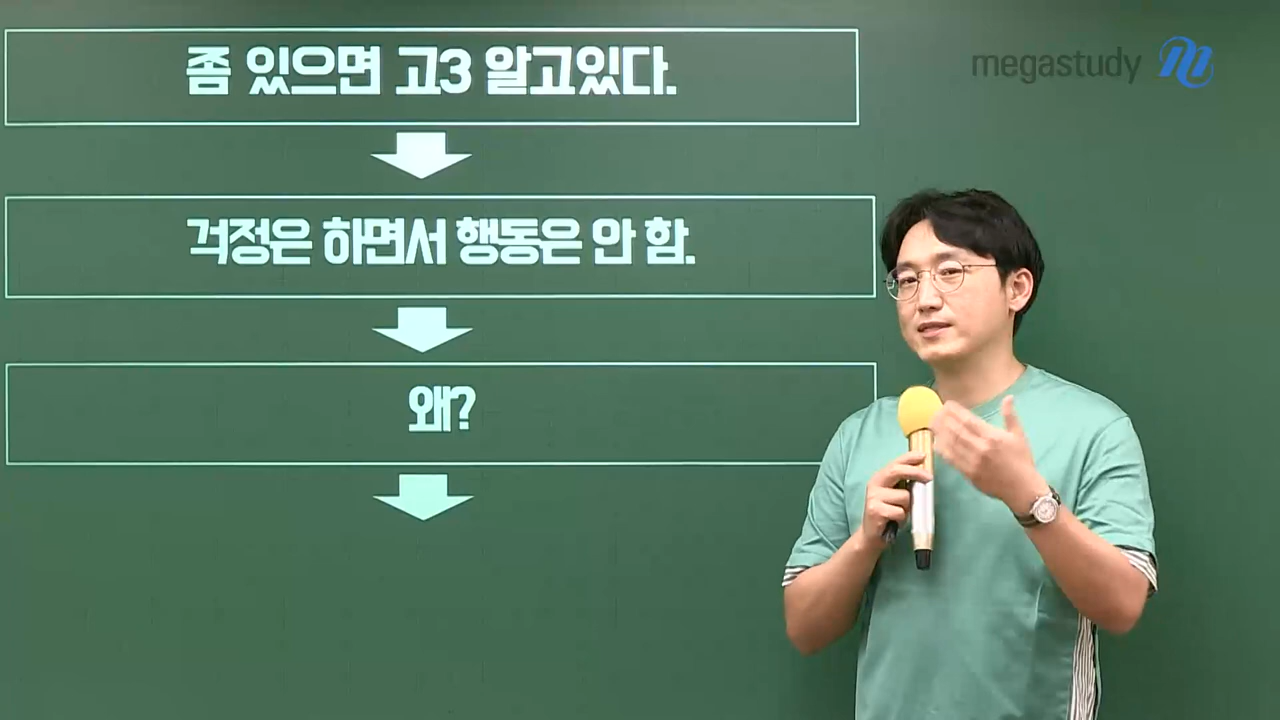 좀 있으면 고3 알고있다.
megastudy
걱정은 하면서 행동은 안 함.
왜?